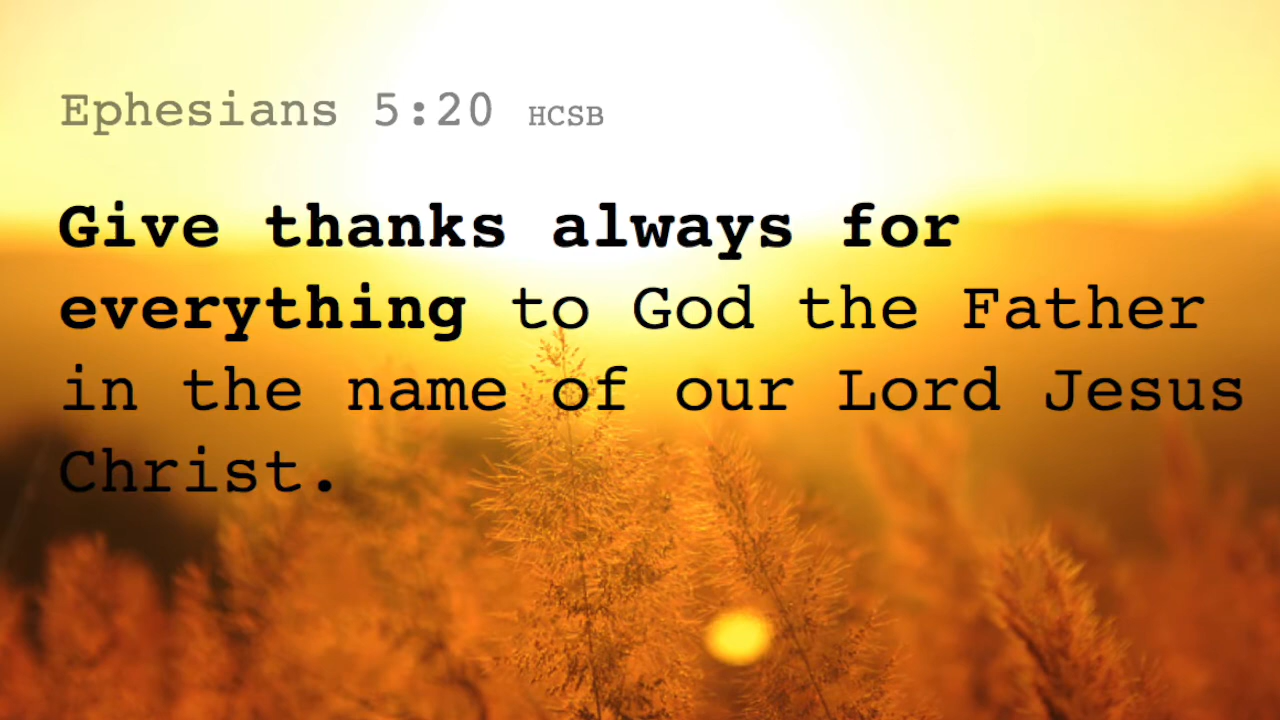 Ephesians 5:20 HCSB
Give thanks always for
everything to God the Father
in the name of our Lord Jesus
Christ.